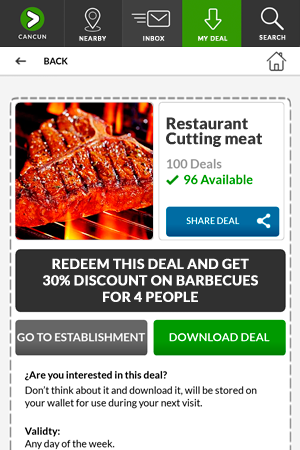 CANCUN
NEARBY
INBOX
MY DEAL
SEARCH
BACK
Restaurant
Cutting meat
100 Deals
96 Available
SHARE DEAL
REDEEM THIS DEAL AND GET
30% DISCOUNT ON BARBECUES
FOR 4 PEOPLE
GO TO ESTABLISHMENT
DOWNLOAD DEAL
¿Are you interested in this deal?
Don't think about it and download it, will be stored on
your wallet for use during your next visit.
Validty:
Any day of the week.